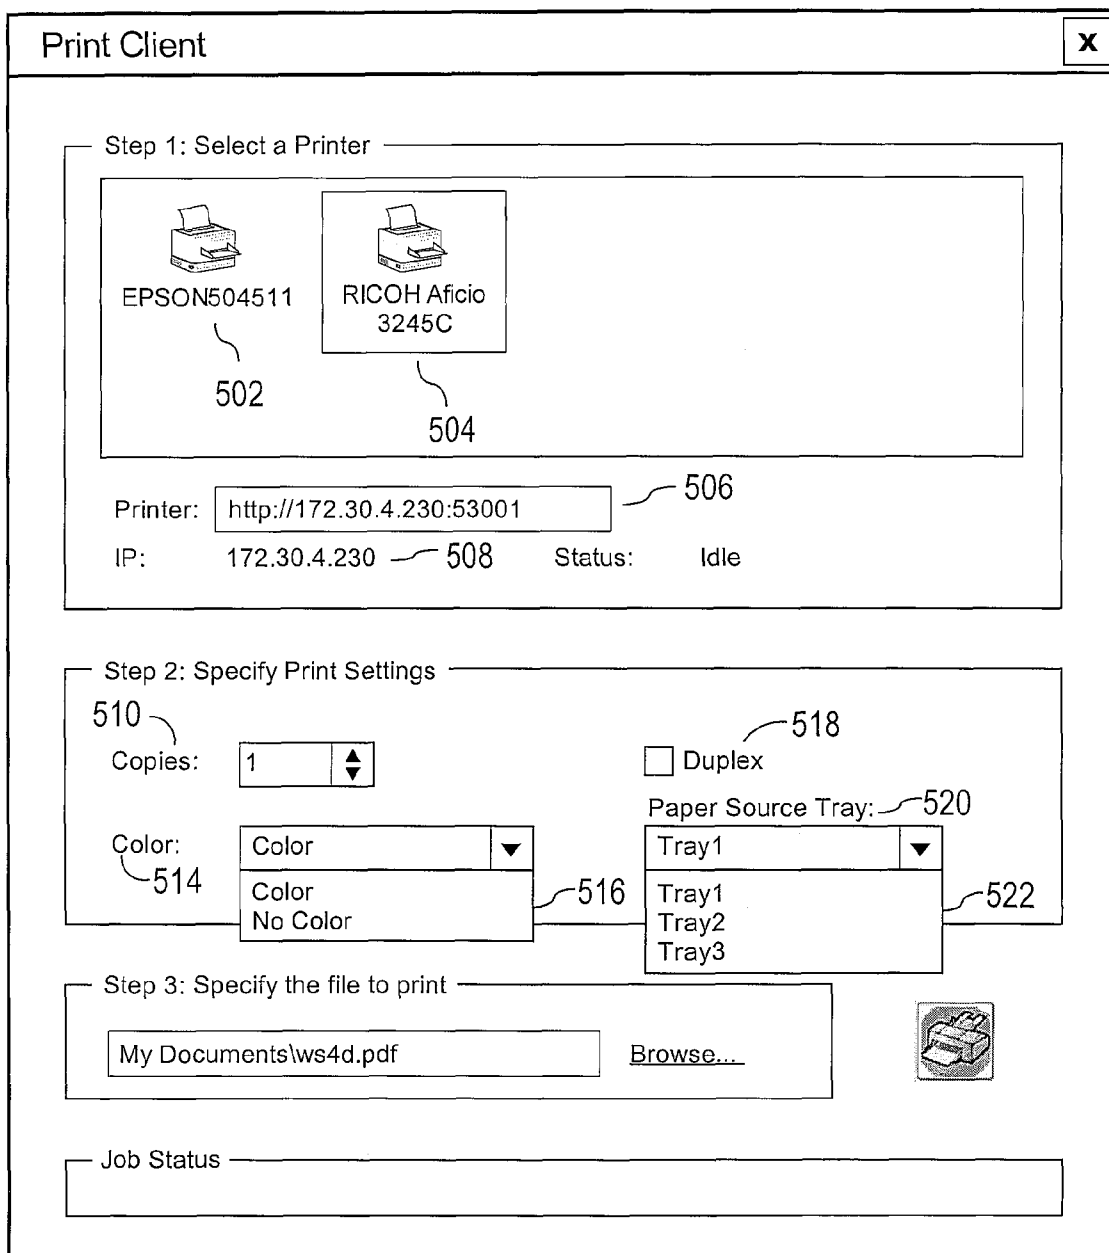 Print Client
X
Step 1: Select a Printer
EPSON504511
RICOH Aficio
3245C
502
504
Printer: http://172.30.4.230:53001 506
IP: 172.30.4.230 508 Status: Idle
Step 2: Specify Print Settings
510
518
Copies: 1 Duplex
Paper Source Tray: 520
Color: Color Tray1
514
Color
No Color
516
Tray1
Tray2
Tray3
522
Step 3: Specify the file to print
My Documents\ws4d.pdf Browse...
Job Status